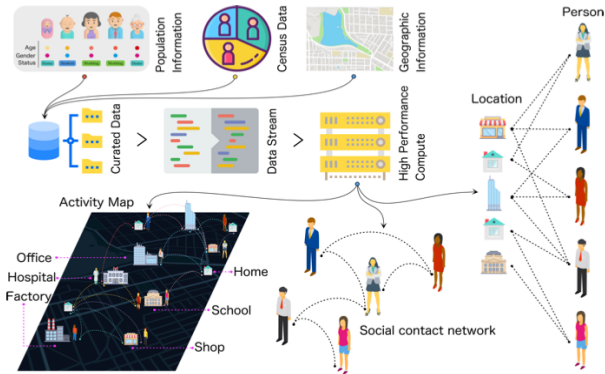 Person
Population
Information
Census Data
Geographic
Information
Age
Gender
Status
Location
Curated Data
Data Stream
High Performance
Compute
Activity Map
Office
Hospital
Factory
Home
School
Shop
Social contact network